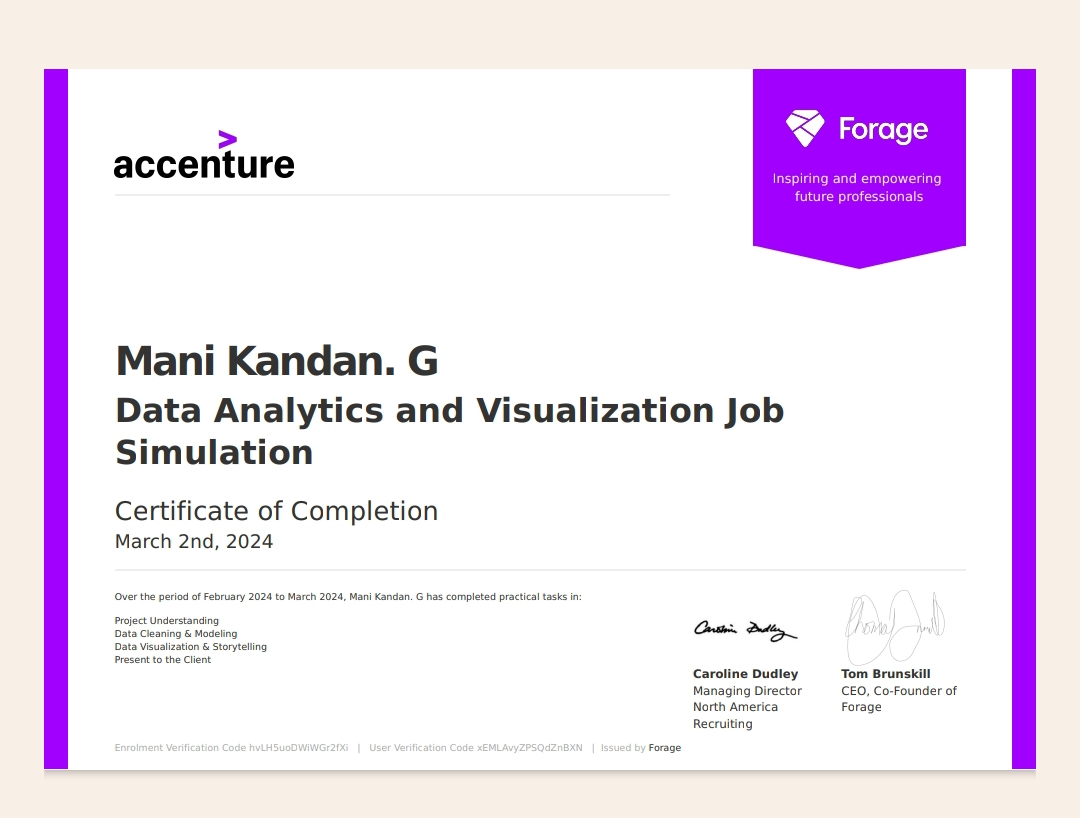 accenture
Forage
Inspiring and empowering
future professionals
Mani Kandan. G
Data Analytics and Visualization Job
Simulation
Certificate of Completion
March 2nd, 2024
Over the period of February 2024 to March 2024, Mani Kandan. G has completed practical tasks in:
Project Understanding
Data Cleaning & Modeling
Data Visualization & Storytelling
Present to the Client
Caroline Dudley
Caroline Dudley
Managing Director
North America
Recruiting
Tom Brunskill
CEO, Co-Founder of
Forage
Enrolment Verification Code hvLH5uoDWiWGr2fXi | User Verification Code xEMLAvyZPSQdZnBXN | Issued by Forage